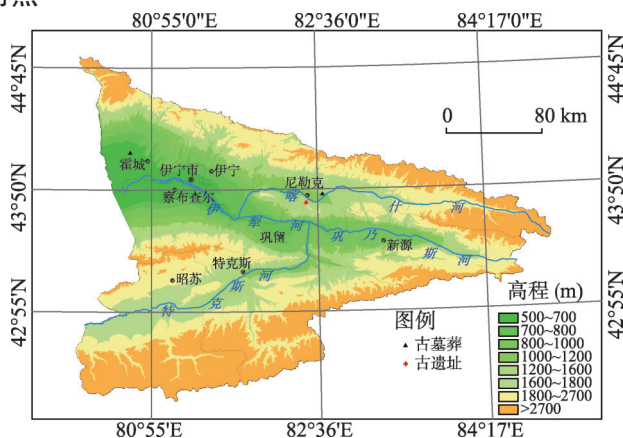 80°55'0"E
82°36'0"E
84°17'0"E
44°45'N
44°45'N
0
80 km
霍城
伊宁市
伊宁
尼勒克
43°50'N
43°50'N
察布查尔
喀
什
河
伊
犁
河
巩
乃
斯
河
巩留
新源
特克斯
昭苏
特
克
斯
河
42°55'N
42°55'N
图例
古墓葬
古遗址
高程 (m)
500~700
700~800
800~1000
1000~1200
1200~1600
1600~1800
1800~2700
>2700
80°55'0"E
82°36'0"E
84°17'0"E